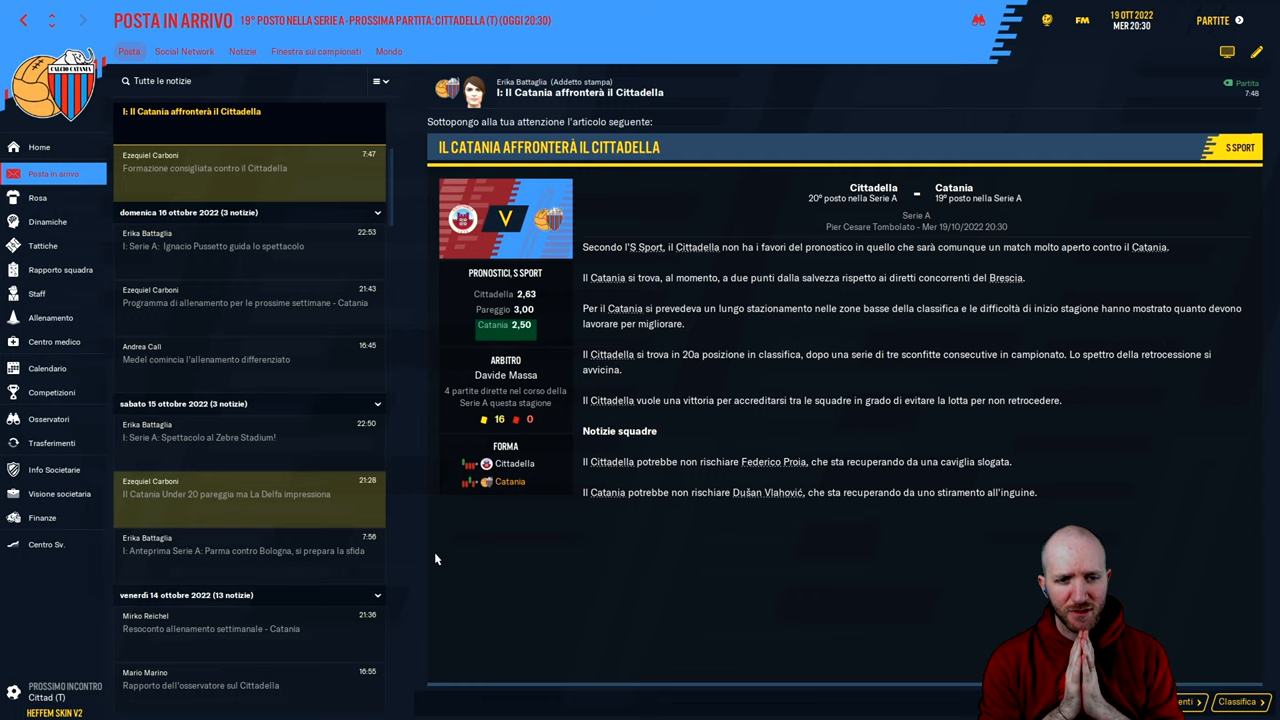 POSTA IN ARRIVO
19° POSTO NELLA SERIE A - PROSSIMA PARTITA: CITTADELLA (T) (OGGI 20:30)
FM
19 OTT 2022
MER 20:30
PARTITE
Posta
Social Network
Notizie
Finestra sui campionati
Mondo
CALCIO CATANIA
Home
Posta in arrivo
Rosa
Dinamiche
Tattiche
Rapporto squadra
Staff
Allenamento
Centro medico
Calendario
Competizioni
Osservatori
Trasferimenti
Info Societarie
Visione societaria
Finanze
Centro Sv.
PROSSIMO INCONTRO
Cittad (T)
HEFFEM SKIN V2
Tutte le notizie
I: Il Catania affronterà il Cittadella
Ezequiel Carboni 7:47
Formazione consigliata contro il Cittadella
domenica 16 ottobre 2022 (3 notizie)
Erika Battaglia 22:53
I: Serie A: Ignacio Pussetto guida lo spettacolo
Ezequiel Carboni 21:43
Programma di allenamento per le prossime settimane - Catania
Andrea Calì 16:45
Medel comincia l'allenamento differenziato
sabato 15 ottobre 2022 (3 notizie)
Erika Battaglia 22:50
I: Serie A: Spettacolo al Zebre Stadium!
Ezequiel Carboni 21:28
Il Catania Under 20 pareggia ma La Delfa impressiona
Erika Battaglia 7:56
I: Anteprima Serie A: Parma contro Bologna, si prepara la sfida
venerdì 14 ottobre 2022 (13 notizie)
Mirko Reichel 21:36
Resoconto allenamento settimanale - Catania
Mario Marino 16:55
Rapporto dell'osservatore sul Cittadella
Erika Battaglia (Addetto stampa)
I: Il Catania affronterà il Cittadella
Partita
7:48
Sottopongo alla tua attenzione l'articolo seguente:
IL CATANIA AFFRONTERÀ IL CITTADELLA
S SPORT
V
PRONOSTICI, S SPORT
Cittadella 2,63
Pareggio 3,00
Catania 2,50
ARBITRO
Davide Massa
4 partite dirette nel corso della
Serie A questa stagione
16 0
FORMA
Cittadella
Catania
Cittadella - Catania
20° posto nella Serie A 19° posto nella Serie A
Serie A
Pier Cesare Tombolato - Mer 19/10/2022 20:30
Secondo l'S Sport, il Cittadella non ha i favori del pronostico in quello che sarà comunque un match molto aperto contro il Catania.
Il Catania si trova, al momento, a due punti dalla salvezza rispetto ai diretti concorrenti del Brescia.
Per il Catania si prevedeva un lungo stazionamento nelle zone basse della classifica e le difficoltà di inizio stagione hanno mostrato quanto devono
lavorare per migliorare.
Il Cittadella si trova in 20a posizione in classifica, dopo una serie di tre sconfitte consecutive in campionato. Lo spettro della retrocessione si
avvicina.
Il Cittadella vuole una vittoria per accreditarsi tra le squadre in grado di evitare la lotta per non retrocedere.
Notizie squadre
Il Cittadella potrebbe non rischiare Federico Proia, che sta recuperando da una caviglia slogata.
Il Catania potrebbe non rischiare Dušan Vlahović, che sta recuperando da uno stiramento all'inguine.
enti
Classifica